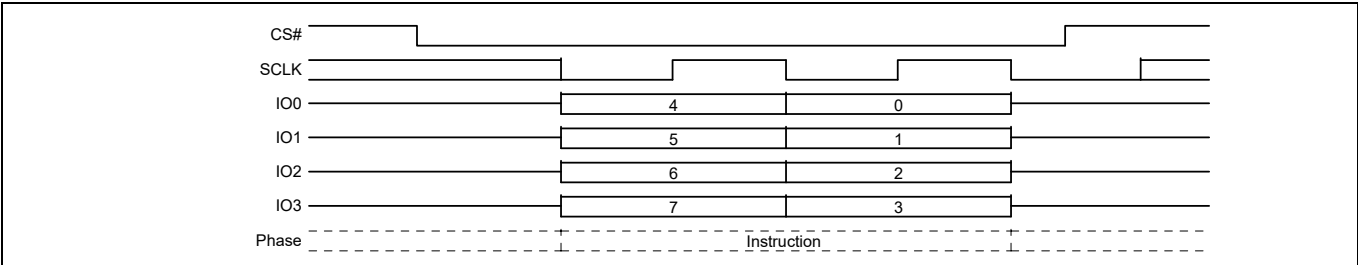 CS#
SCLK
IO0 4 0
IO1 5 1
IO2 6 2
IO3 7 3
Phase Instruction